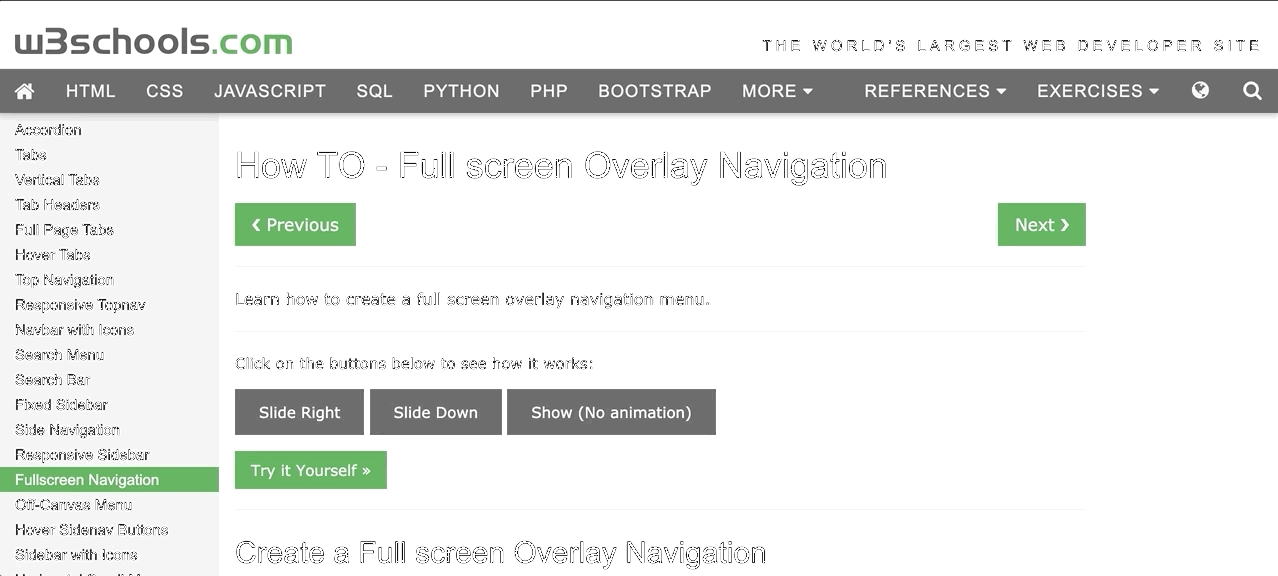 w3schools.com
THE WORLD'S LARGEST WEB DEVELOPER SITE
HTML CSS JAVASCRIPT SQL PYTHON PHP BOOTSTRAP MORE REFERENCES EXERCISES
Accordion
Tabs
Vertical Tabs
Tab Headers
Full Page Tabs
Hover Tabs
Top Navigation
Responsive Topnav
Navbar with Icons
Search Menu
Search Bar
Fixed Sidebar
Side Navigation
Responsive Sidebar
Fullscreen Navigation
Off-Canvas Menu
Hover Sidenav Buttons
Sidebar with Icons
How TO - Full screen Overlay Navigation
❮ Previous
Next ❯
Learn how to create a full screen overlay navigation menu.
Click on the buttons below to see how it works:
Slide Right
Slide Down
Show (No animation)
Try it Yourself »
Create a Full screen Overlay Navigation